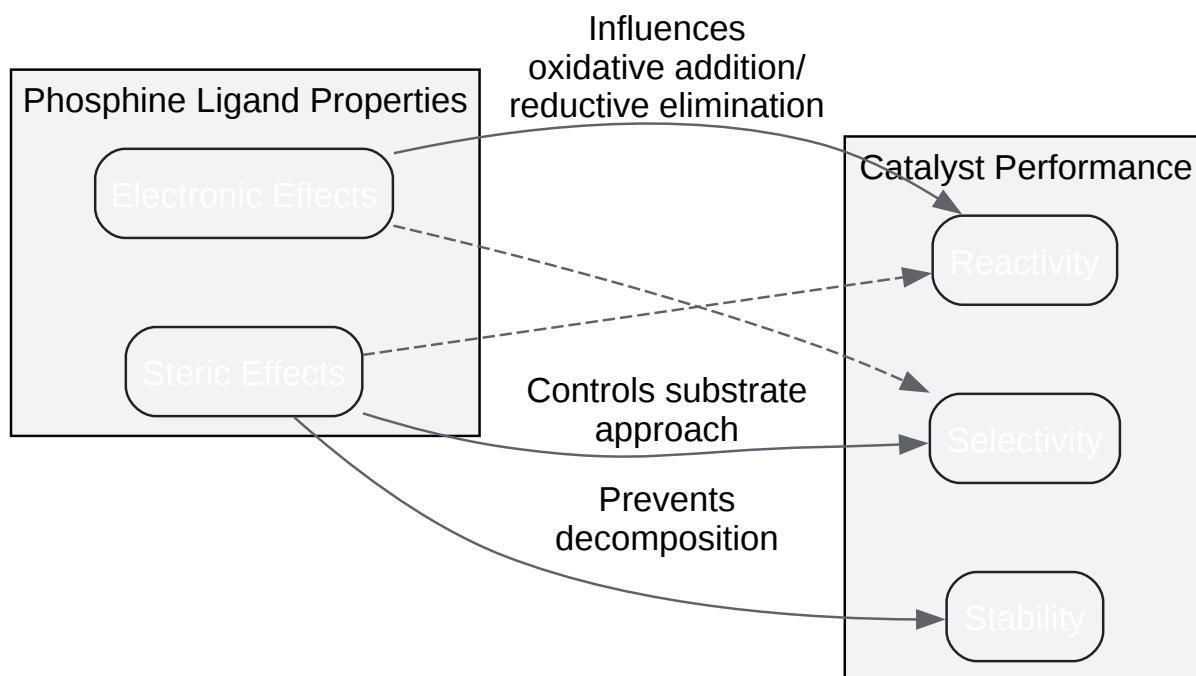 Influences
oxidative addition/
reductive elimination
Phosphine Ligand Properties
Electronic Effects
Steric Effects
Controls substrate
approach
Prevents
decomposition
Catalyst Performance
Reactivity
Selectivity
Stability